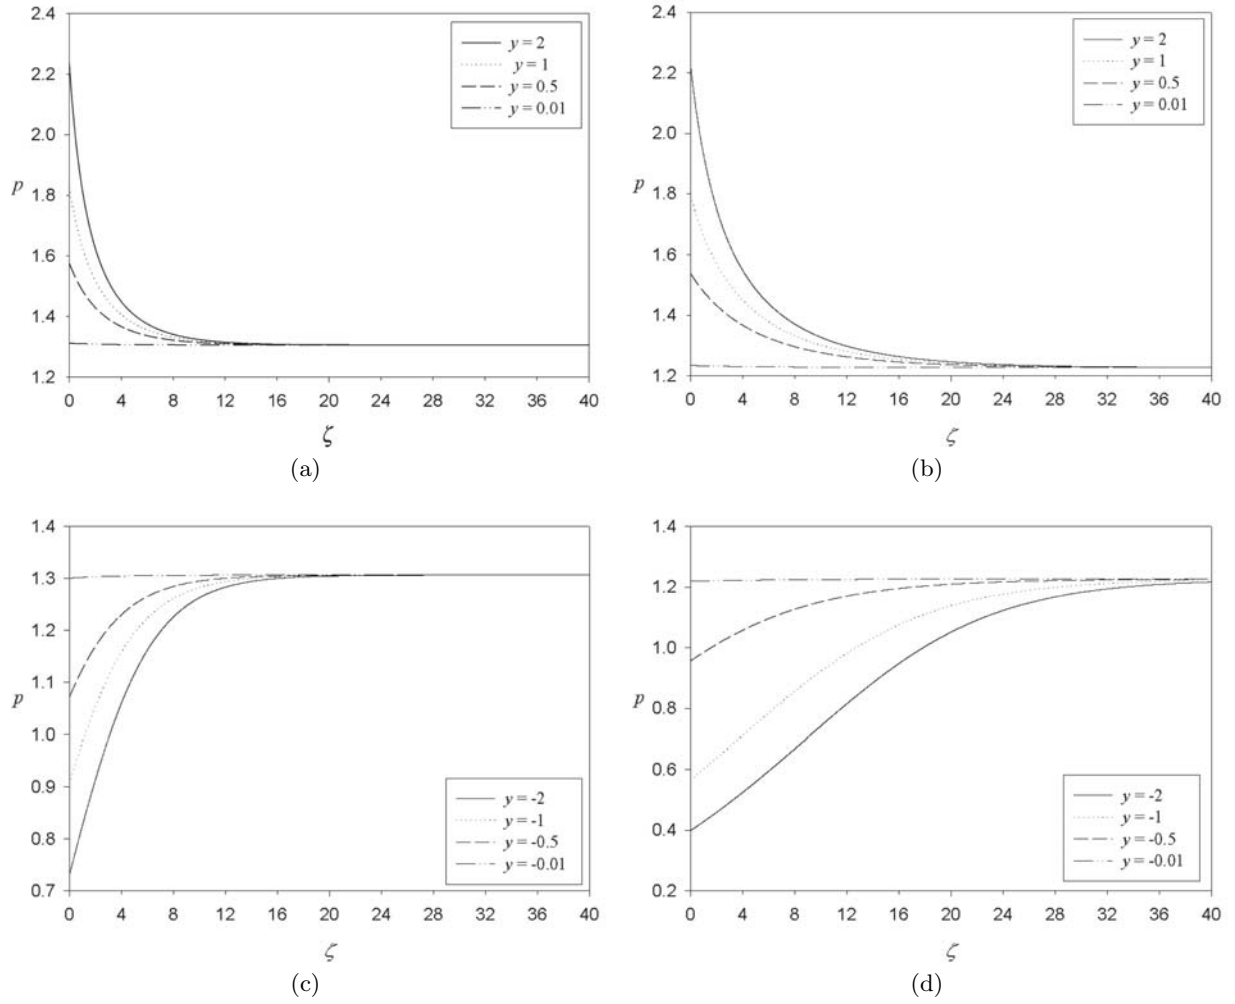 2.4
2.2
2.0
1.8
1.6
1.4
1.2
p
0 4 8 12 16 20 24 28 32 36 40
ζ
y = 2
y = 1
y = 0.5
y = 0.01
(a)
2.4
2.2
2.0
1.8
1.6
1.4
1.2
p
0 4 8 12 16 20 24 28 32 36 40
ζ
y = 2
y = 1
y = 0.5
y = 0.01
(b)
1.4
1.3
1.2
1.1
1.0
0.9
0.8
0.7
p
0 4 8 12 16 20 24 28 32 36 40
ζ
y = -2
y = -1
y = -0.5
y = -0.01
(c)
1.4
1.2
1.0
0.8
0.6
0.4
0.2
p
0 4 8 12 16 20 24 28 32 36 40
ζ
y = -2
y = -1
y = -0.5
y = -0.01
(d)